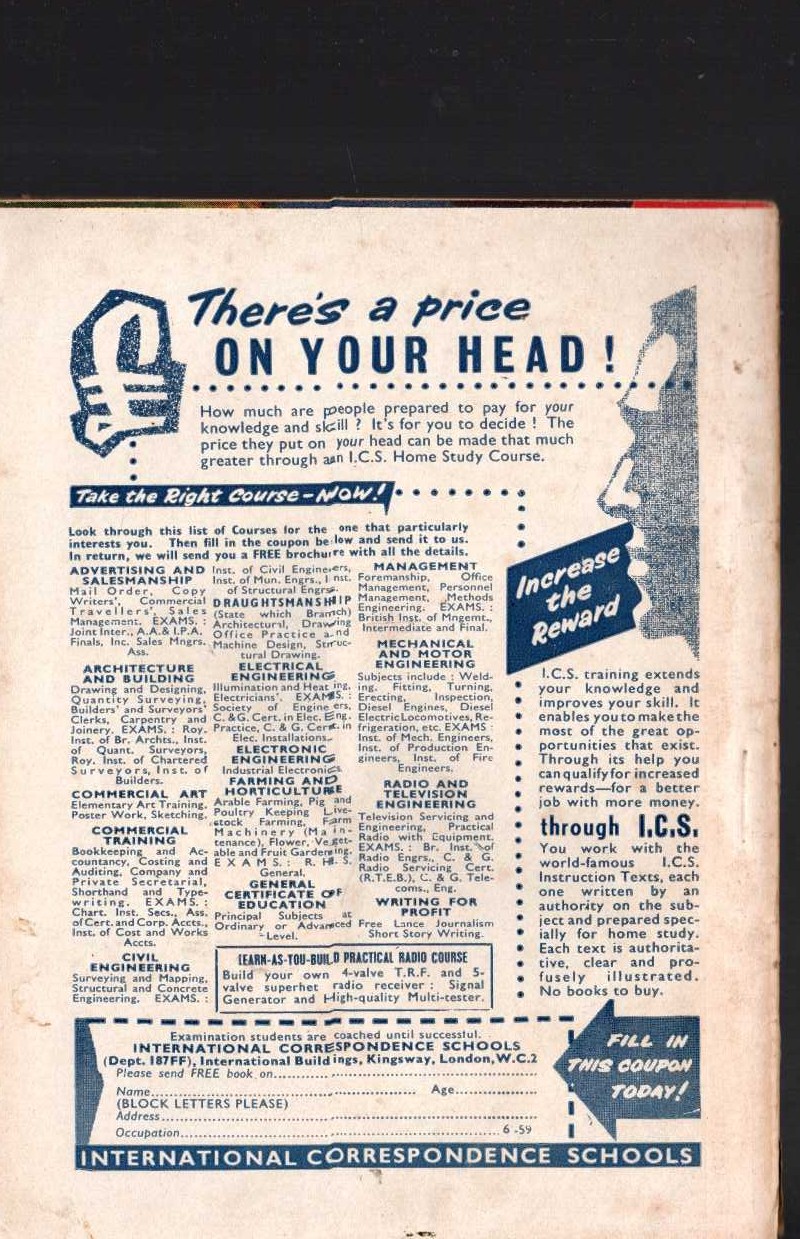 There's a price
ON YOUR HEAD!
£
How much are people prepared to pay for your
knowledge and skill ? It's for you to decide ! The
price they put on your head can be made that much
greater through an I.C.S. Home Study Course.
Take the Right Course - NOW!
Look through this list of Courses for the one that particularly
interests you. Then fill in the coupon below and send it to us.
In return, we will send you a FREE brochure with all the details.
ADVERTISING AND
SALESMANSHIP
Mail Order, Copy
Writers', Commercial
Travellers', Sales
Management. EXAMS. :
Joint Inter., A.A.& I.P.A.
Finals, Inc. Sales Mngrs.
Ass.
ARCHITECTURE
AND BUILDING
Drawing and Designing,
Quantity Surveying,
Builders' and Surveyors'
Clerks, Carpentry and
Joinery. EXAMS. : Roy.
Inst. of Br. Archts., Inst.
of Quant. Surveyors,
Roy. Inst. of Chartered
Surveyors, Inst. of
Builders.
COMMERCIAL ART
Elementary Art Training,
Poster Work, Sketching.
COMMERCIAL
TRAINING
Bookkeeping and Ac-
countancy, Costing and
Auditing, Company and
Private Secretarial,
Shorthand and Type-
writing. EXAMS. :
Chart. Inst. Secs., Ass.
of Cert. and Corp. Accts.,
Inst. of Cost and Works
Accts.
CIVIL
ENGINEERING
Surveying and Mapping,
Structural and Concrete
Engineering. EXAMS. :
Inst. of Civil Engineers,
Inst. of Mun. Engrs., Inst.
of Structural Engrs.
DRAUGHTSMANSHIP
(State which Branch)
Architectural, Drawing
Office Practice and
Machine Design, Struc-
tural Drawing.
ELECTRICAL
ENGINEERING
Illumination and Heating.
Electricians'. EXAMS. :
Society of Engineers,
C. &G. Cert. in Elec. Eng.
Practice, C. & G. Cert. in
Elec. Installations.
ELECTRONIC
ENGINEERING
Industrial Electronics.
FARMING AND
HORTICULTURE
Arable Farming, Pig and
Poultry Keeping Live-
stock Farming, Farm
Machinery (Main-
tenance), Flower, Veget-
able and Fruit Gardening.
EXAMS. : R. H. S.
General,
GENERAL
CERTIFICATE OF
EDUCATION
Principal Subjects at
Ordinary or Advanced
Level.
MANAGEMENT
Foremanship, Office
Management, Personnel
Management, Methods
Engineering. EXAMS. :
British Inst. of Mngemt.,
Intermediate and Final.
MECHANICAL
AND MOTOR
ENGINEERING
Subjects include : Weld-
ing. Fitting, Turning,
Erecting, Inspection,
Diesel Engines, Diesel
Electric Locomotives, Re-
frigeration, etc. EXAMS :
Inst. of Mech. Engineers,
Inst. of Production En-
gineers, Inst. of Fire
Engineers.
RADIO AND
TELEVISION
ENGINEERING
Television Servicing and
Engineering, Practical
Radio with Equipment.
EXAMS. : Br. Inst. of
Radio Engrs., C. & G.
Radio Servicing Cert.
(R.T.E.B.), C. & G. Tele-
coms., Eng.
WRITING FOR
PROFIT
Free Lance Journalism
Short Story Writing.
LEARN-AS-YOU-BUILD PRACTICAL RADIO COURSE
Build your own 4-valve T.R.F. and 5-
valve superhet radio receiver : Signal
Generator and High-quality Multi-tester.
Increase
the
Reward
I.C.S. training extends
your knowledge and
improves your skill. It
enables you to make the
most of the great op-
portunities that exist.
Through its help you
can qualify for increased
rewards—for a better
job with more money.
through I.C.S.
You work with the
world-famous I.C.S.
Instruction Texts, each
one written by an
authority on the sub-
ject and prepared spec-
ially for home study.
Each text is authorita-
tive, clear and pro-
fusely illustrated.
No books to buy.
Examination students are coached until successful.
INTERNATIONAL CORRESPONDENCE SCHOOLS
(Dept. 187FF), International Buildings, Kingsway, London, W.C.2
Please send FREE book on
Name Age
(BLOCK LETTERS PLEASE)
Address
Occupation 6-59
FILL IN
THIS COUPON
TODAY!
INTERNATIONAL CORRESPONDENCE SCHOOLS